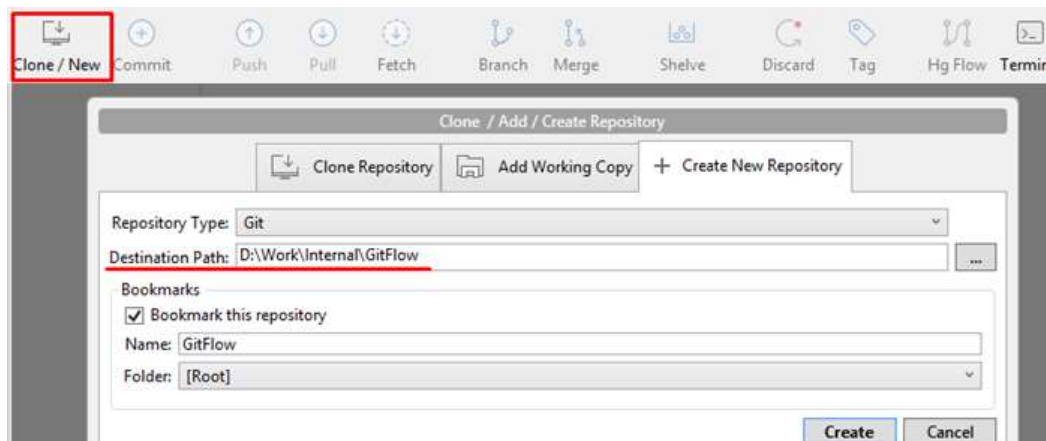 Clone / New Commit Push Pull Fetch Branch Merge Shelve Discard Tag Hg Flow Termin
Clone / Add / Create Repository
Clone Repository Add Working Copy + Create New Repository
Repository Type: Git
Destination Path: D:\Work\Internal\GitFlow ...
Bookmarks
Bookmark this repository
Name: GitFlow
Folder: [Root]
Create Cancel